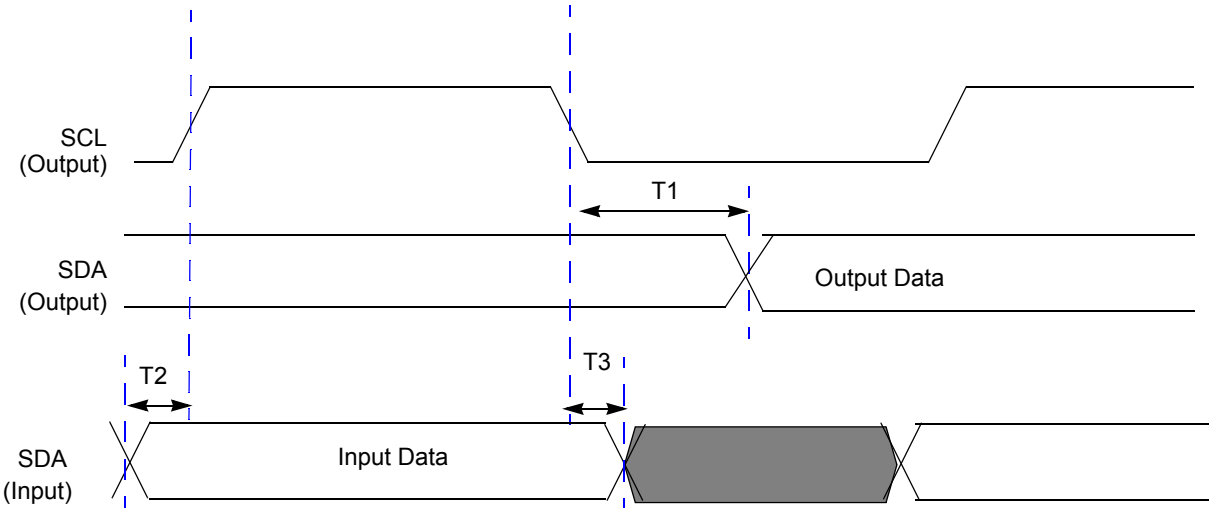 SCL
(Output)
T1
SDA
(Output)
Output Data
T2
T3
SDA
(Input)
Input Data